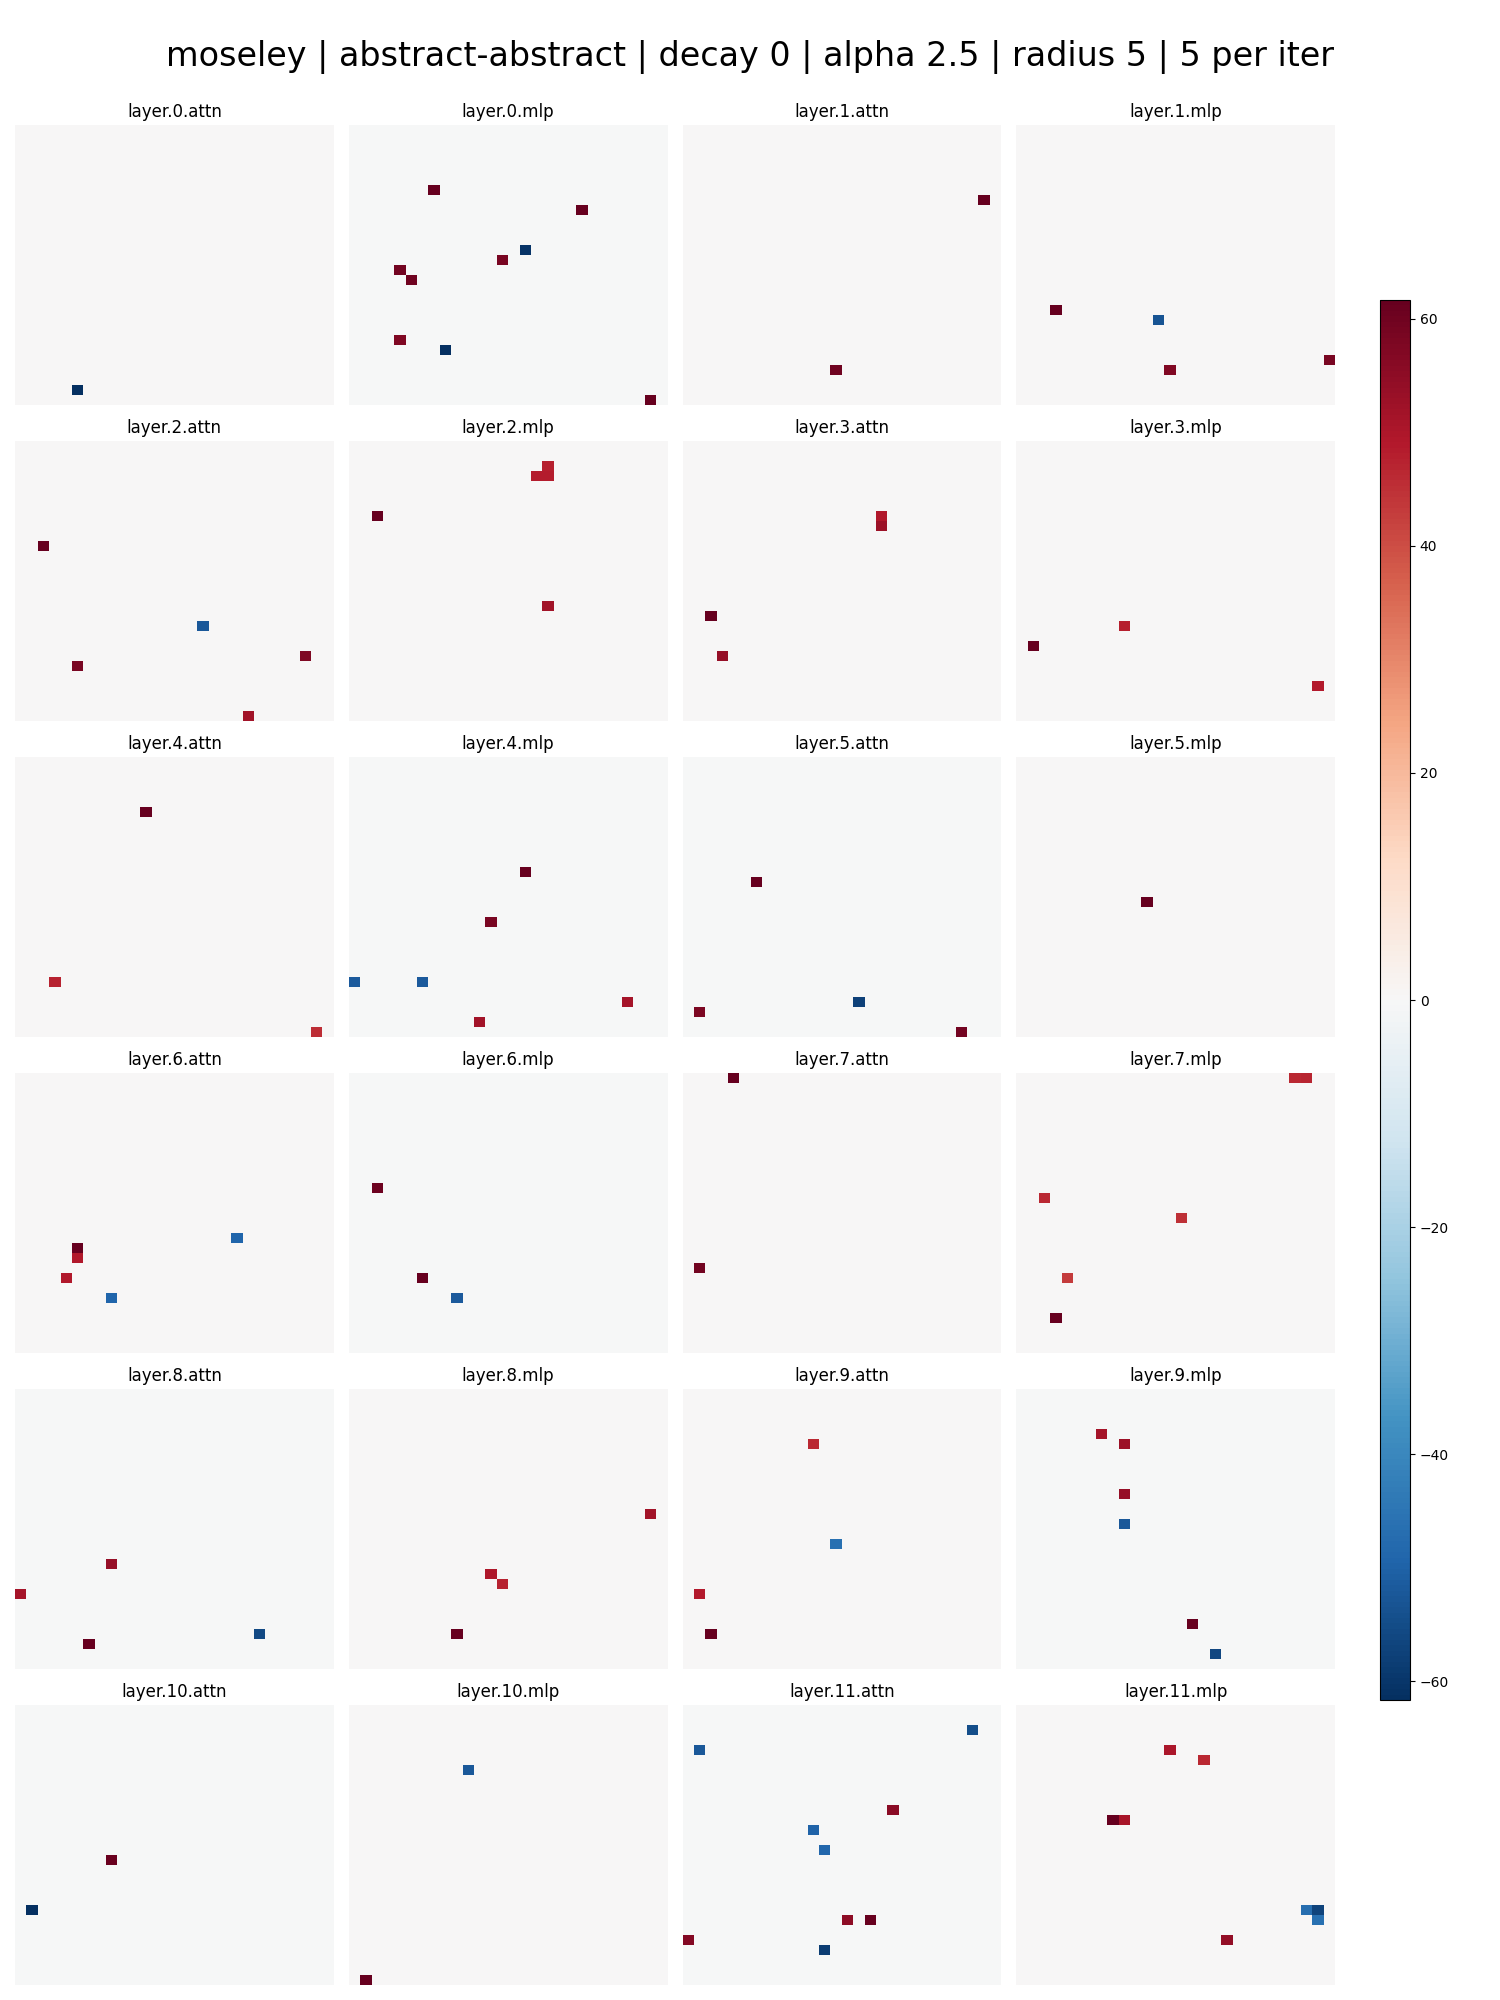 moseley | abstract-abstract | decay 0 | alpha 2.5 | radius 5 | 5 per iter
layer.0.attn
layer.0.mlp
layer.1.attn
layer.1.mlp
layer.2.attn
layer.2.mlp
layer.3.attn
layer.3.mlp
layer.4.attn
layer.4.mlp
layer.5.attn
layer.5.mlp
layer.6.attn
layer.6.mlp
layer.7.attn
layer.7.mlp
layer.8.attn
layer.8.mlp
layer.9.attn
layer.9.mlp
layer.10.attn
layer.10.mlp
layer.11.attn
layer.11.mlp
60
40
20
0
−20
−40
−60